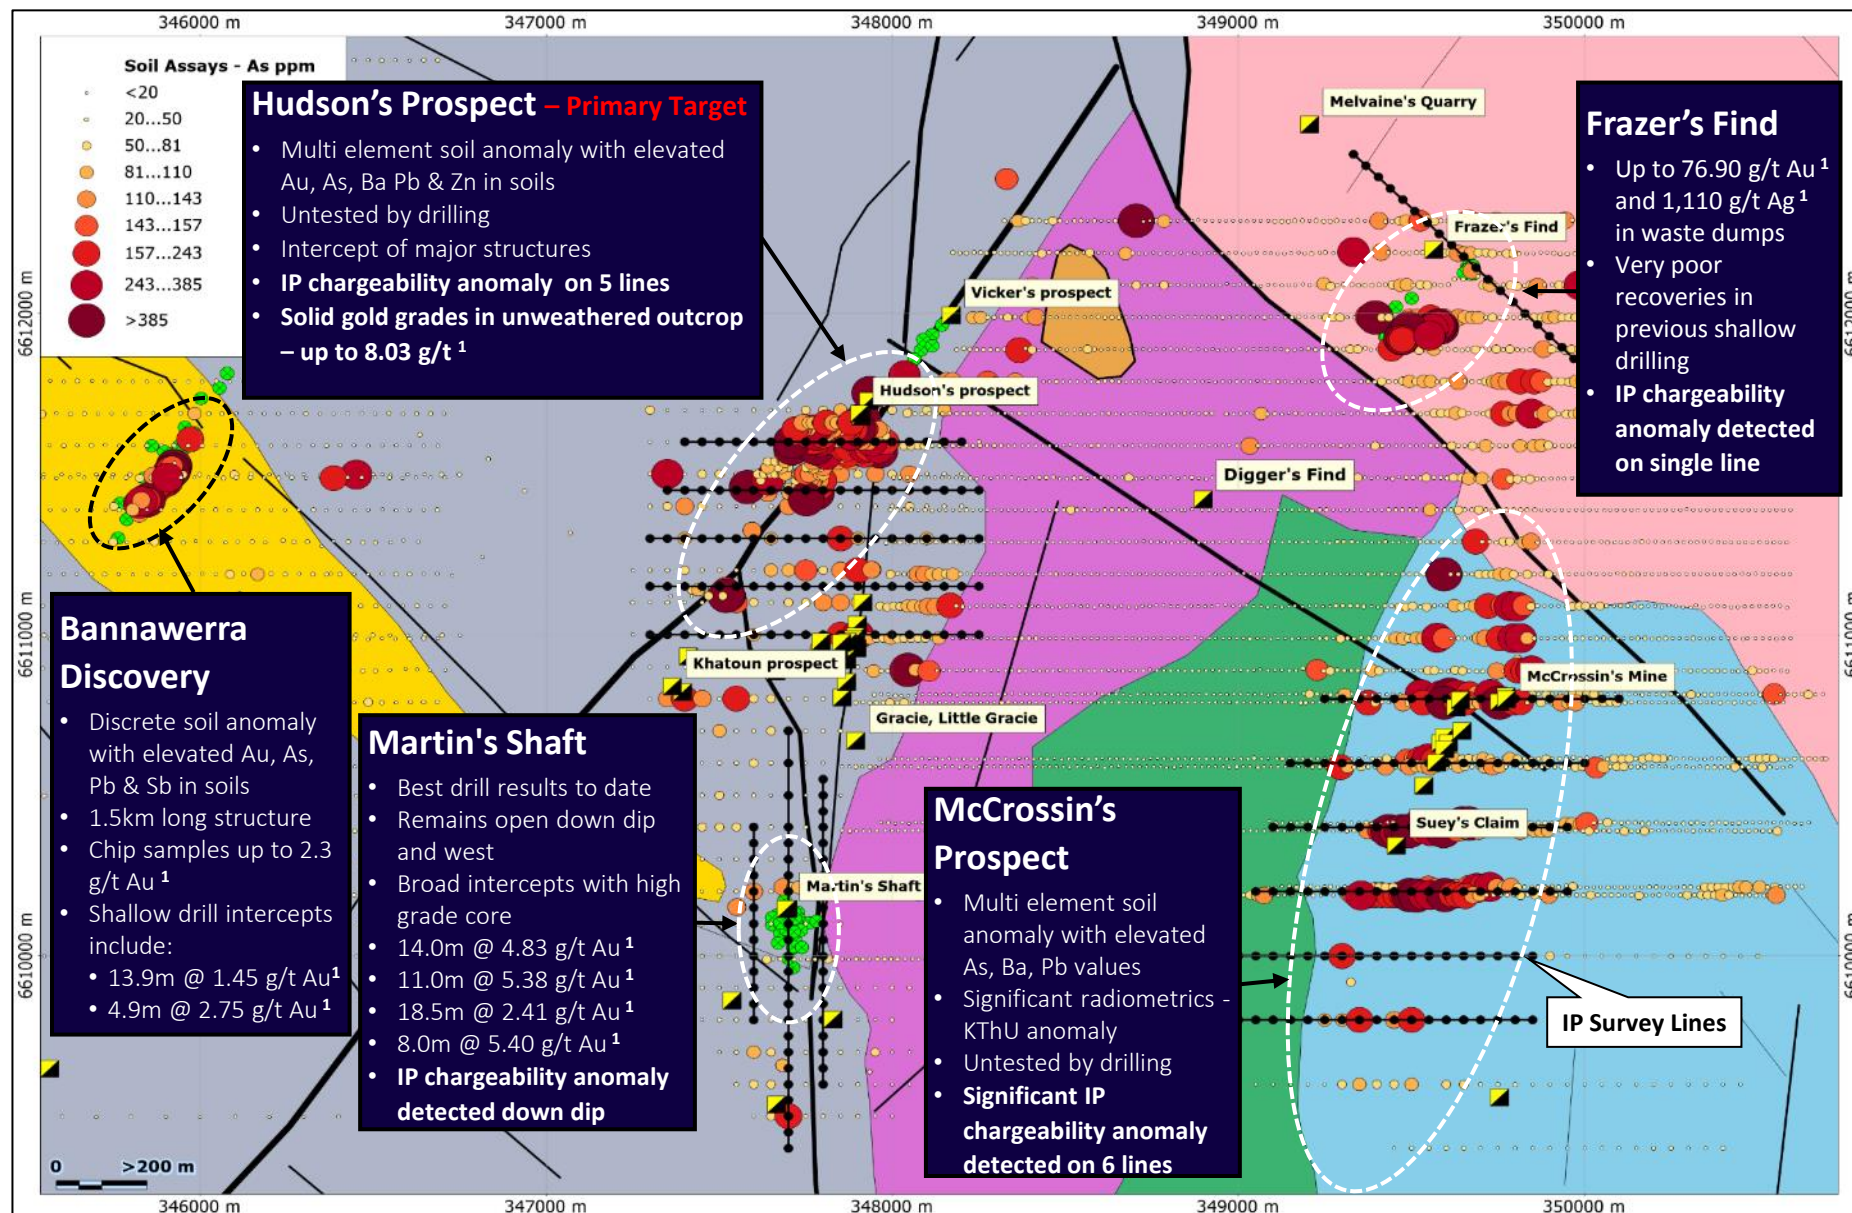 346000 m
347000 m
348000 m
349000 m
350000 m
Soil Assays - As ppm
<20
20...50
50...81
81...110
110...143
143...157
157...243
243...385
>385
Hudson's Prospect – Primary Target
• Multi element soil anomaly with elevated
Au, As, Ba Pb & Zn in soils
• Untested by drilling
• Intercept of major structures
• IP chargeability anomaly on 5 lines
• Solid gold grades in unweathered outcrop
– up to 8.03 g/t 1
Melvaine's Quarry
Frazer's Find
• Up to 76.90 g/t Au 1
and 1,110 g/t Ag 1
in waste dumps
• Very poor
recoveries in
previous shallow
drilling
• IP chargeability
anomaly detected
on single line
Frazer's Find
Vicker's prospect
6612000 m
6612000 m
Hudson's prospect
Digger's Find
6611000 m
6611000 m
Bannawerra
Discovery
• Discrete soil anomaly
with elevated Au, As,
Pb & Sb in soils
• 1.5km long structure
• Chip samples up to 2.3
g/t Au 1
• Shallow drill intercepts
include:
• 13.9m @ 1.45 g/t Au1
• 4.9m @ 2.75 g/t Au 1
Khatoun prospect
McCrossin's Mine
Gracie, Little Gracie
Martin's Shaft
• Best drill results to date
• Remains open down dip
and west
• Broad intercepts with high
grade core
• 14.0m @ 4.83 g/t Au 1
• 11.0m @ 5.38 g/t Au 1
• 18.5m @ 2.41 g/t Au 1
• 8.0m @ 5.40 g/t Au 1
• IP chargeability anomaly
detected down dip
Martin's Shaft
McCrossin's
Prospect
• Multi element soil
anomaly with elevated
As, Ba, Pb values
• Significant radiometrics -
KThU anomaly
• Untested by drilling
• Significant IP
chargeability anomaly
detected on 6 lines
Suey's Claim
6610000 m
6610000 m
IP Survey Lines
0 >200 m
346000 m
347000 m
348000 m
349000 m
350000 m